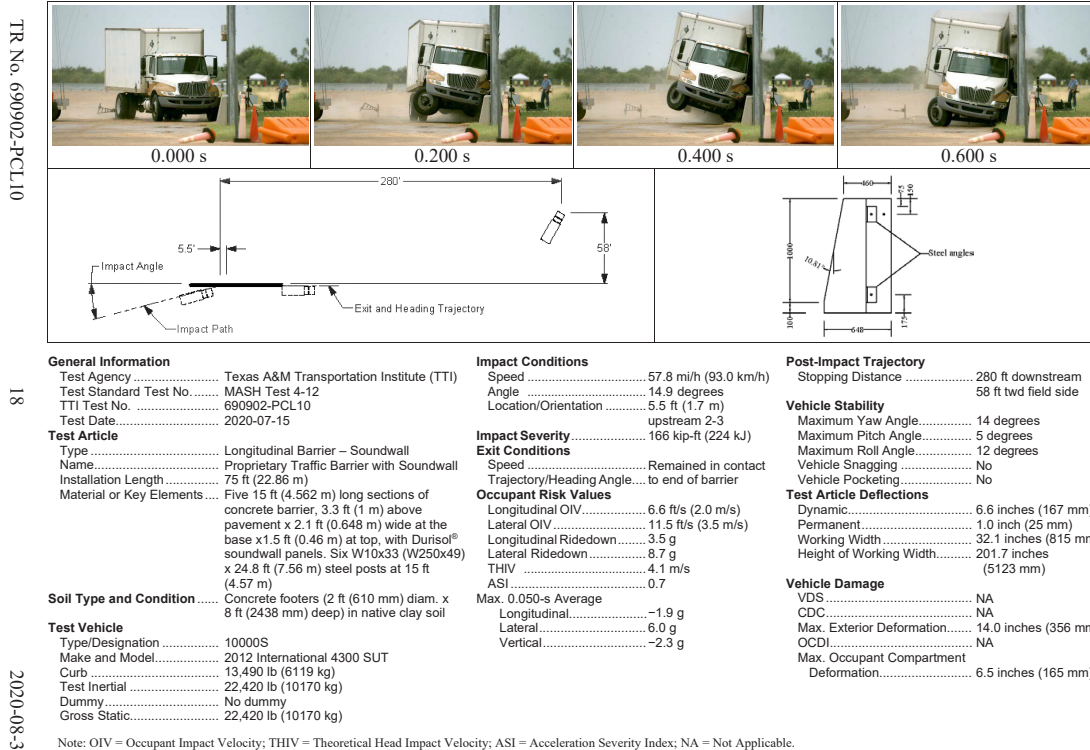 TR No. 690902-PCL10
18
2020-08-3
0.000 s
0.200 s
0.400 s
0.600 s
280'
5.5'
58'
Impact Angle
Exit and Heading Trajectory
Impact Path
460
75
150
1000
10.81°
Steel angles
100
175
648
General Information
Test Agency ........................ Texas A&M Transportation Institute (TTI)
Test Standard Test No. ...... MASH Test 4-12
TTI Test No. ....................... 690902-PCL10
Test Date............................ 2020-07-15
Test Article
Type ................................... Longitudinal Barrier – Soundwall
Name................................... Proprietary Traffic Barrier with Soundwall
Installation Length ............... 75 ft (22.86 m)
Material or Key Elements .... Five 15 ft (4.562 m) long sections of
concrete barrier, 3.3 ft (1 m) above
pavement x 2.1 ft (0.648 m) wide at the
base x1.5 ft (0.46 m) at top, with Durisol®
soundwall panels. Six W10x33 (W250x49)
x 24.8 ft (7.56 m) steel posts at 15 ft
(4.57 m)
Soil Type and Condition ...... Concrete footers (2 ft (610 mm) diam. x
8 ft (2438 mm) deep) in native clay soil
Test Vehicle
Type/Designation ................ 10000S
Make and Model.................. 2012 International 4300 SUT
Curb .................................... 13,490 lb (6119 kg)
Test Inertial ......................... 22,420 lb (10170 kg)
Dummy................................ No dummy
Gross Static......................... 22,420 lb (10170 kg)
Impact Conditions
Speed .................................. 57.8 mi/h (93.0 km/h)
Angle ................................... 14.9 degrees
Location/Orientation ........... 5.5 ft (1.7 m)
upstream 2-3
Impact Severity..................... 166 kip-ft (224 kJ)
Exit Conditions
Speed .................................. Remained in contact
Trajectory/Heading Angle.... to end of barrier
Occupant Risk Values
Longitudinal OIV................... 6.6 ft/s (2.0 m/s)
Lateral OIV........................... 11.5 ft/s (3.5 m/s)
Longitudinal Ridedown......... 3.5 g
Lateral Ridedown................. 8.7 g
THIV .................................... 4.1 m/s
ASI....................................... 0.7
Max. 0.050-s Average
Longitudinal...................... −1.9 g
Lateral............................... 6.0 g
Vertical.............................. −2.3 g
Post-Impact Trajectory
Stopping Distance ................ 280 ft downstream
58 ft twd field side
Vehicle Stability
Maximum Yaw Angle............ 14 degrees
Maximum Pitch Angle........... 5 degrees
Maximum Roll Angle............. 12 degrees
Vehicle Snagging ................. No
Vehicle Pocketing................. No
Test Article Deflections
Dynamic............................... 6.6 inches (167 mm)
Permanent........................... 1.0 inch (25 mm)
Working Width ..................... 32.1 inches (815 mm
Height of Working Width....... 201.7 inches
(5123 mm)
Vehicle Damage
VDS ..................................... NA
CDC..................................... NA
Max. Exterior Deformation...... 14.0 inches (356 mm
OCDI.................................... NA
Max. Occupant Compartment
Deformation...................... 6.5 inches (165 mm)
Note: OIV = Occupant Impact Velocity; THIV = Theoretical Head Impact Velocity; ASI = Acceleration Severity Index; NA = Not Applicable.